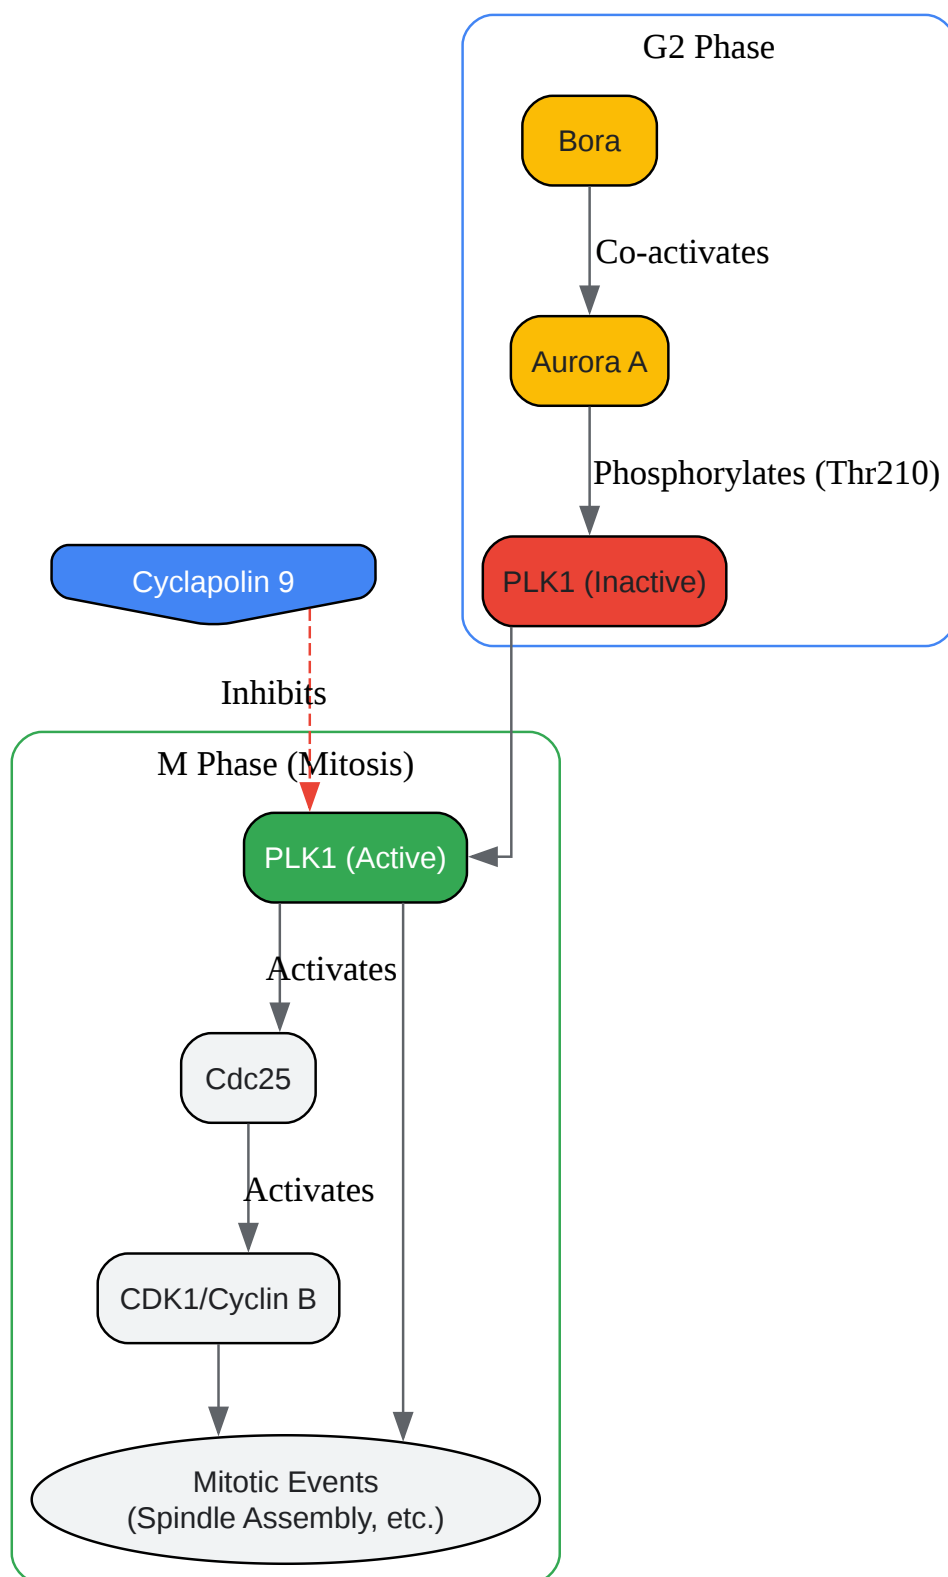 G2 Phase
Bora
Co-activates
Aurora A
Phosphorylates (Thr210)
PLK1 (Inactive)
Cyclapolin 9
Inhibits
M Phase (Mitosis)
PLK1 (Active)
Activates
Cdc25
Activates
CDK1/Cyclin B
Mitotic Events
(Spindle Assembly, etc.)